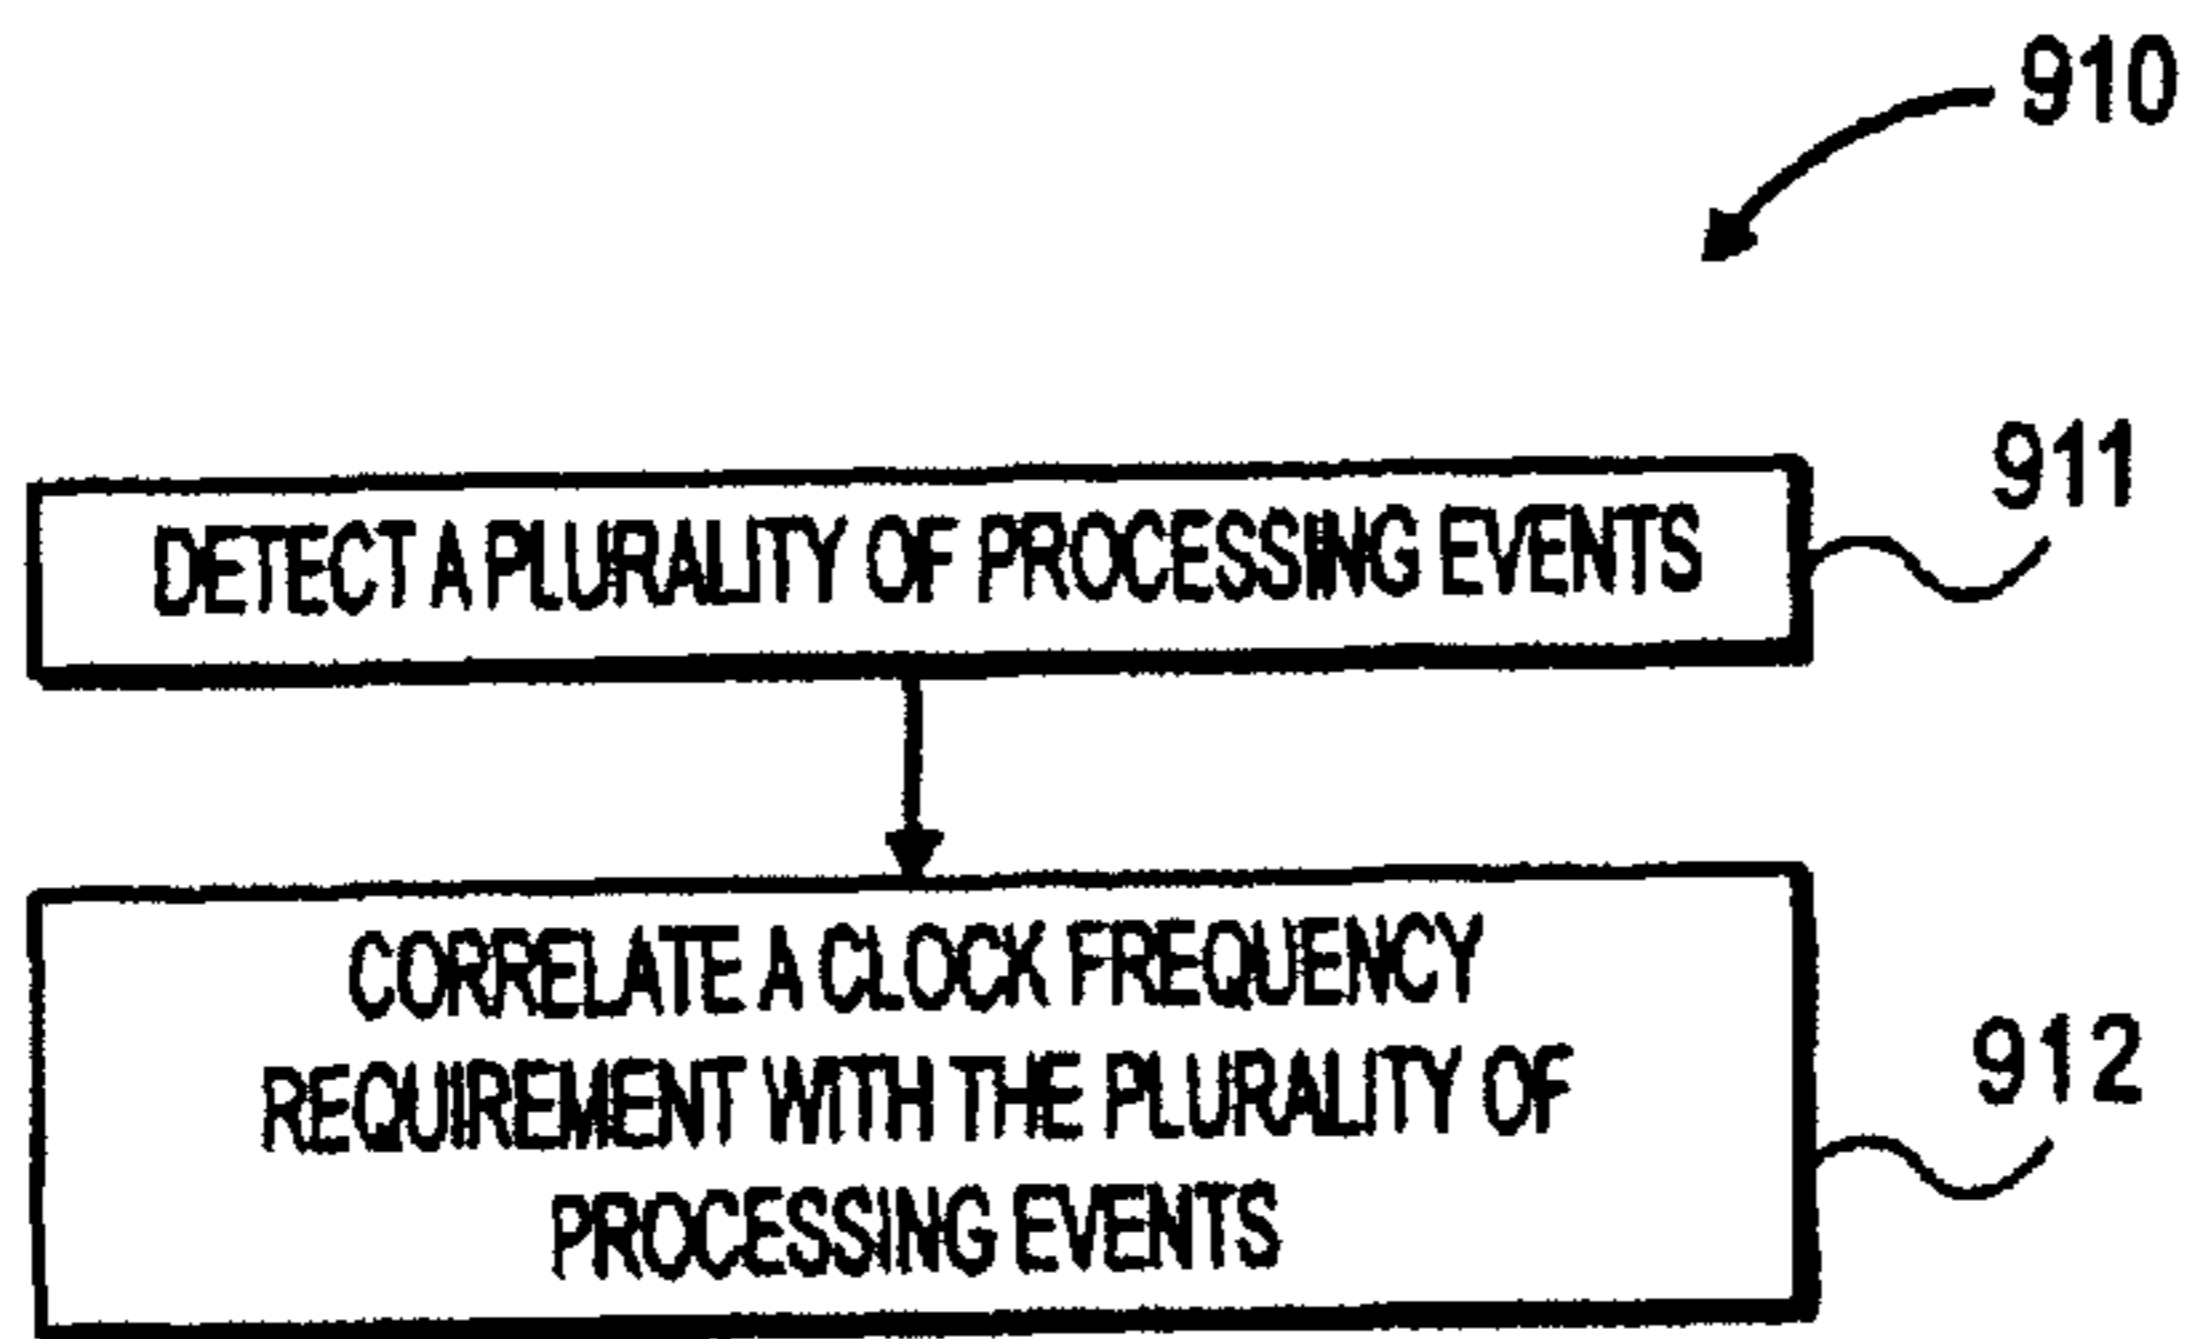 910
911
DETECT A PLURALITY OF PROCESSING EVENTS
CORRELATE A CLOCK FREQUENCY
REQUIREMENT WITH THE PLURALITY OF
912
PROCESSING EVENTS